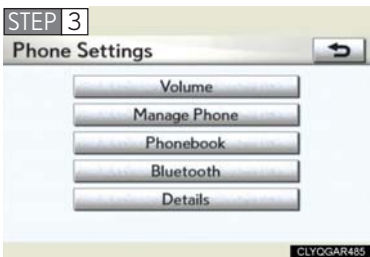 STEP 3
Phone Settings
Volume
Manage Phone
Phonebook
Bluetooth
Details
CLYQGAR485